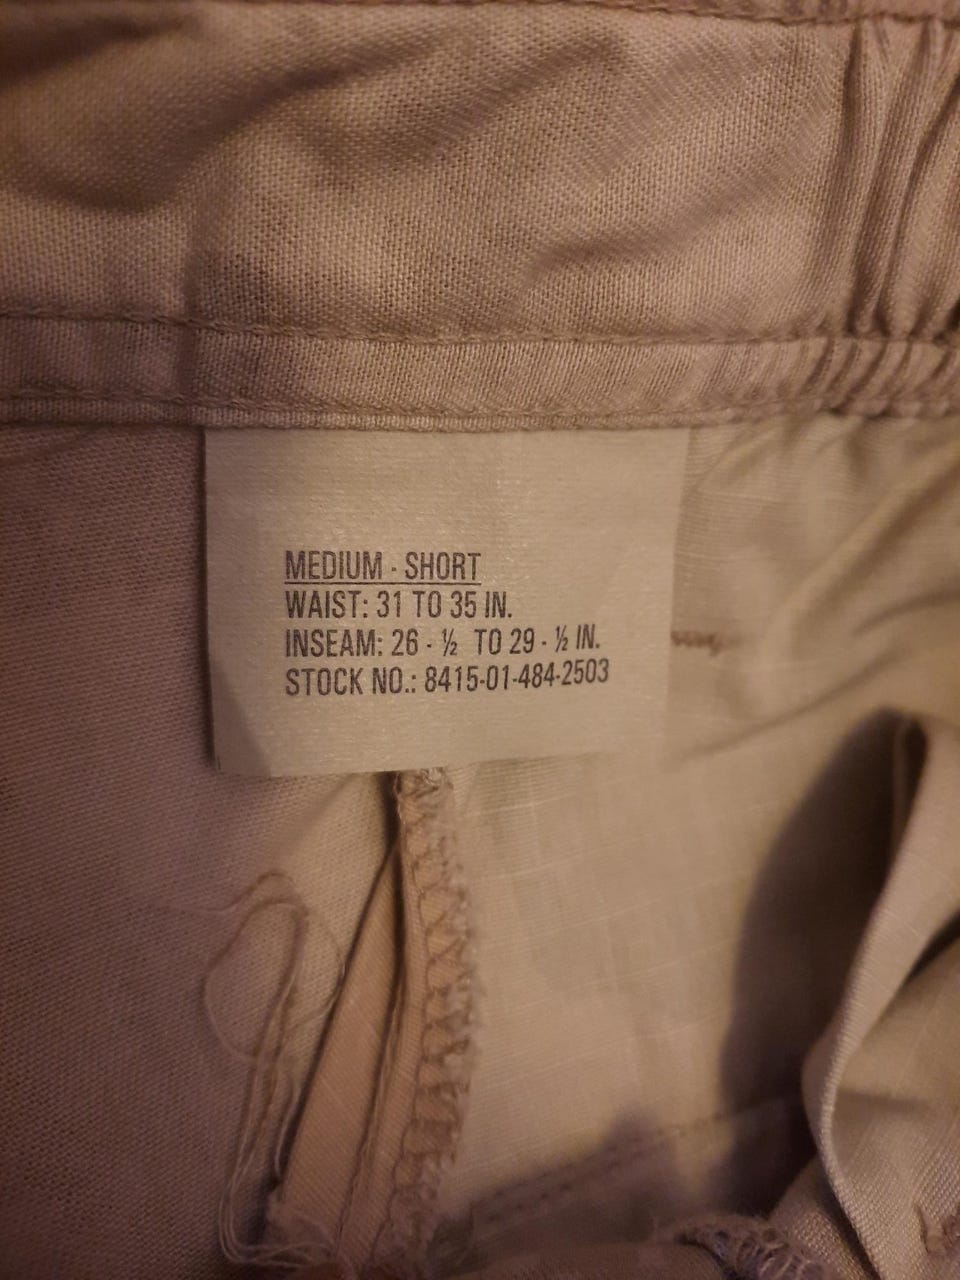 MEDIUM - SHORT
WAIST: 31 TO 35 IN.
INSEAM: 26 - ½ TO 29 - ½ IN.
STOCK NO.: 8415-01-484-2503